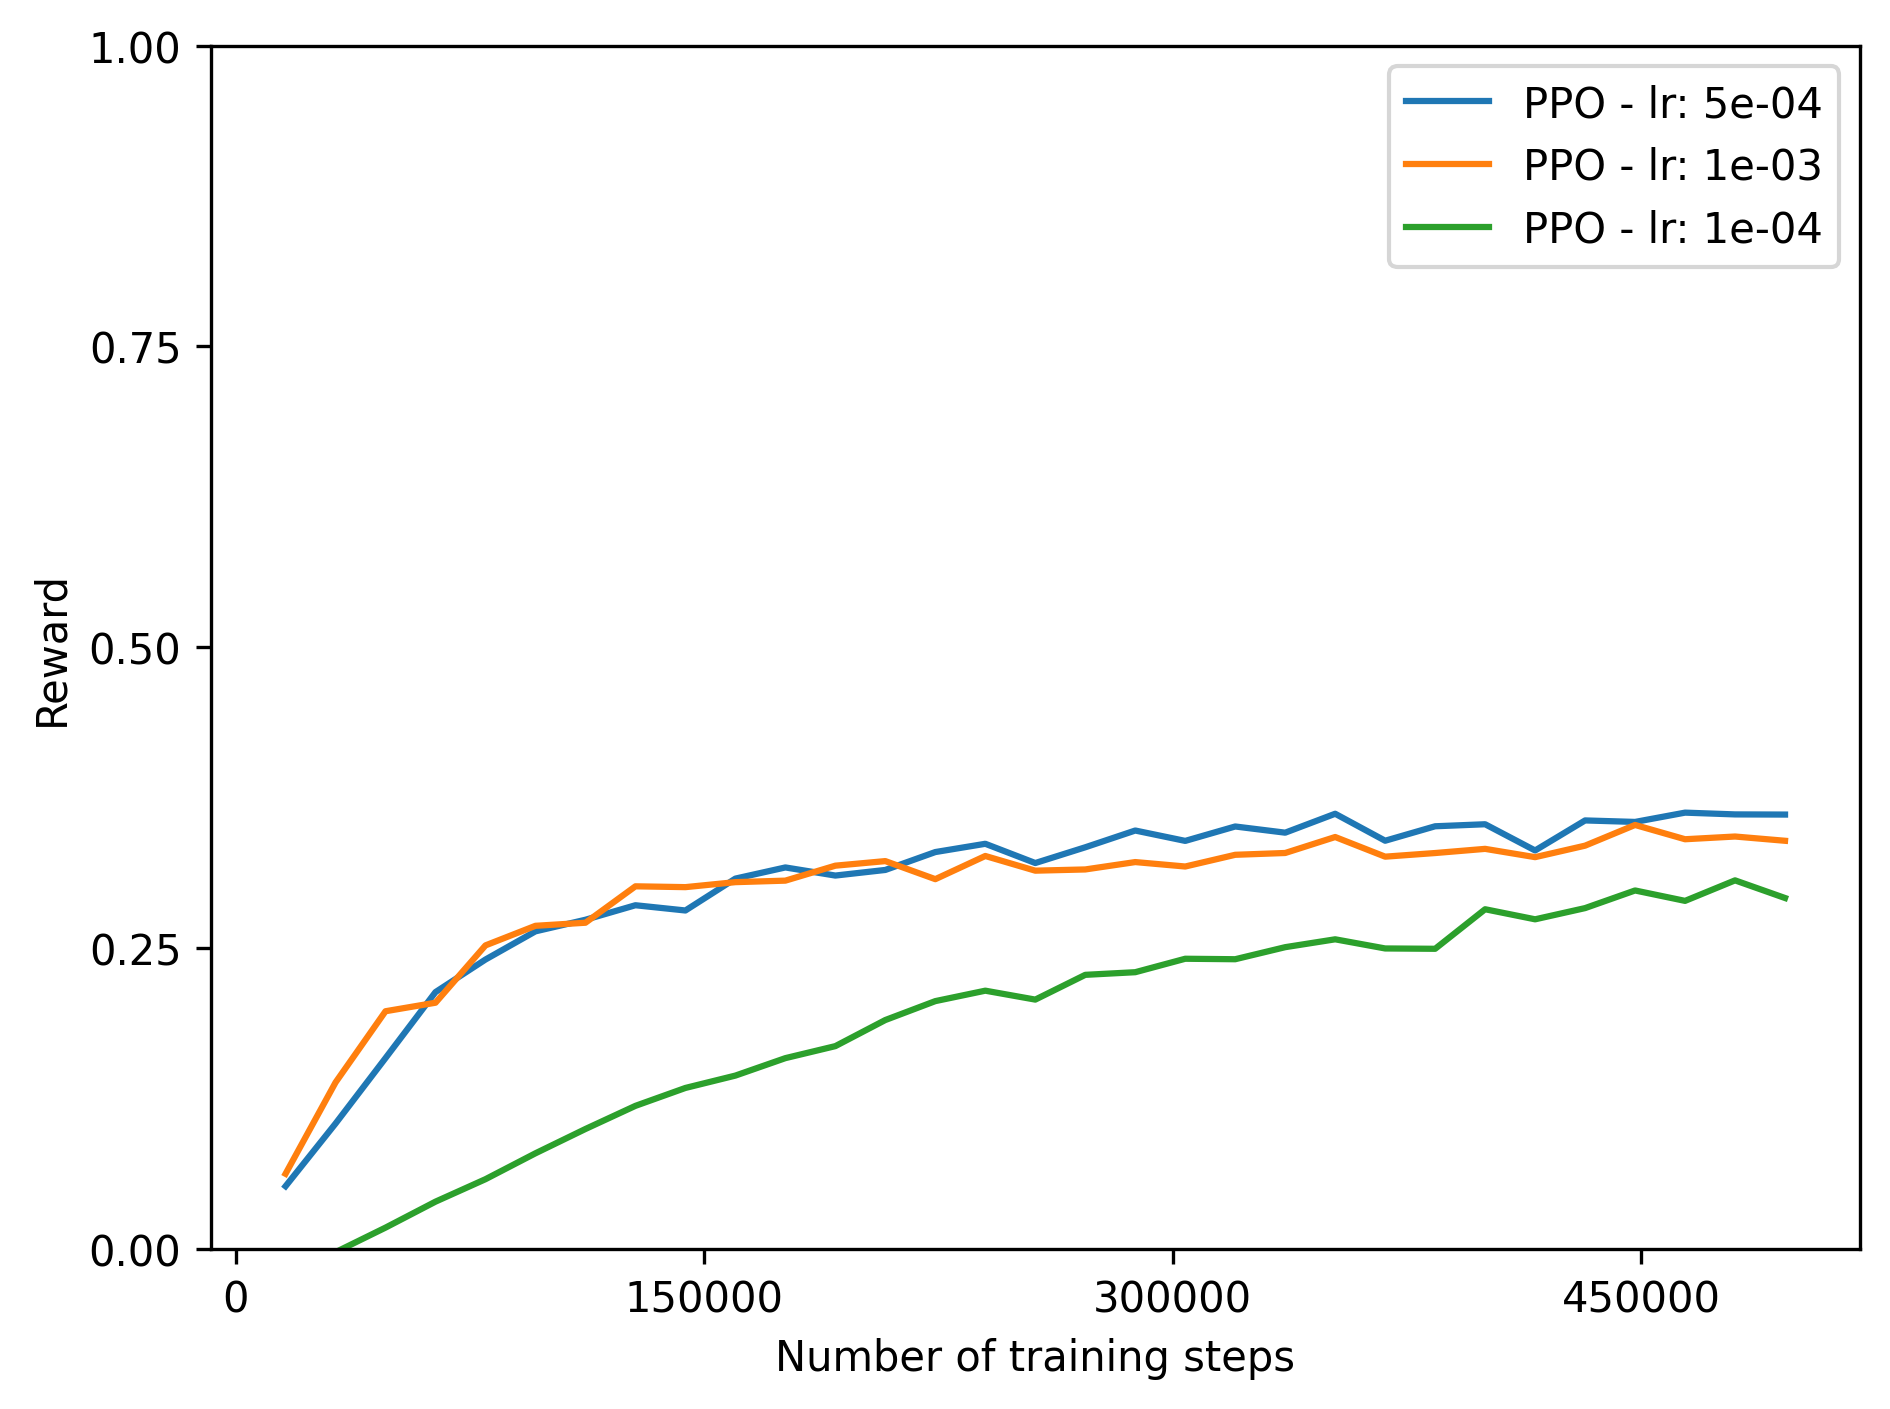 1.00
0.75
0.50
0.25
0.00
Reward
0
150000
300000
450000
Number of training steps
PPO - lr: 5e-04
PPO - lr: 1e-03
PPO - lr: 1e-04